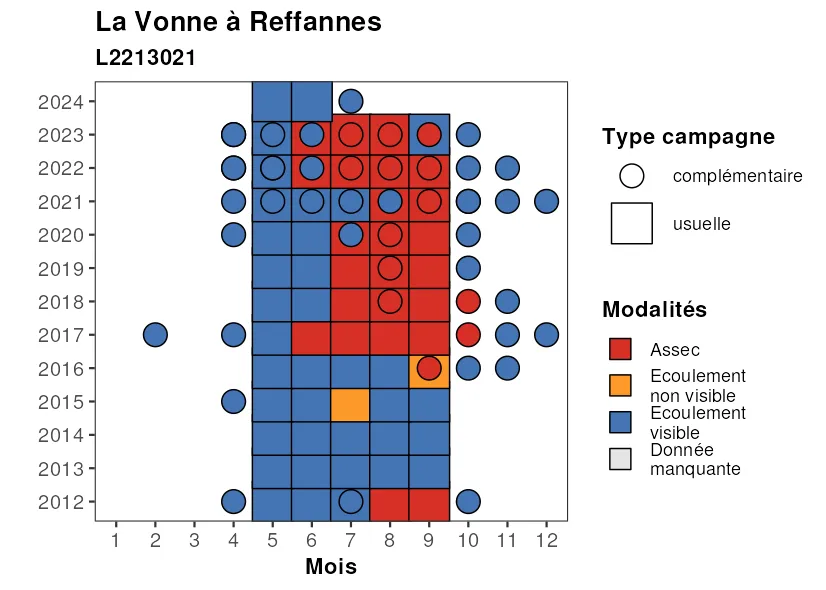 La Vonne à Reffannes
L2213021
2024
2023
2022
2021
2020
2019
2018
2017
2016
2015
2014
2013
2012
1 2 3 4 5 6 7 8 9 10 11 12
Mois
Type campagne
complémentaire
usuelle
Modalités
Assec
Ecoulement
non visible
Ecoulement
visible
Donnée
manquante